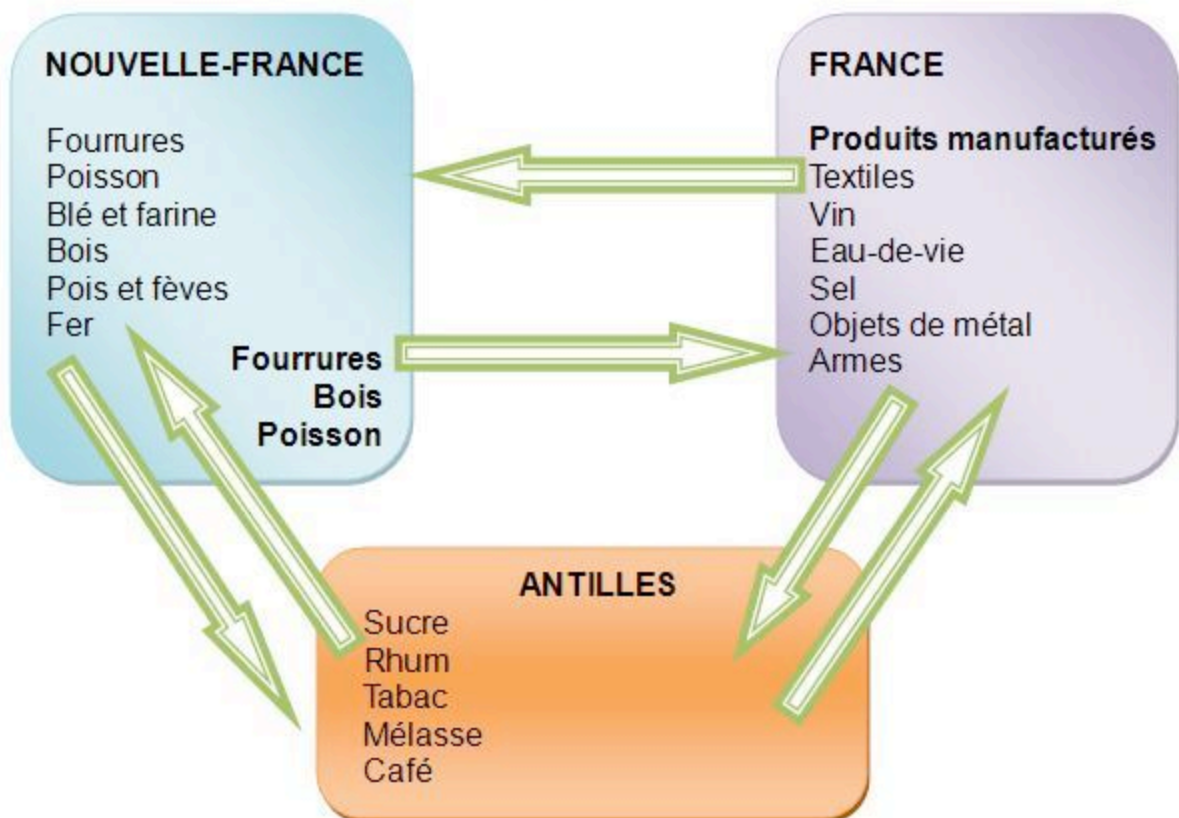 NOUVELLE-FRANCE
Fourrures
Poisson
Blé et farine
Bois
Pois et fèves
Fer
Fourrures
Bois
Poisson
FRANCE
Produits manufacturés
Textiles
Vin
Eau-de-vie
Sel
Objets de métal
Armes
ANTILLES
Sucre
Rhum
Tabac
Mélasse
Café